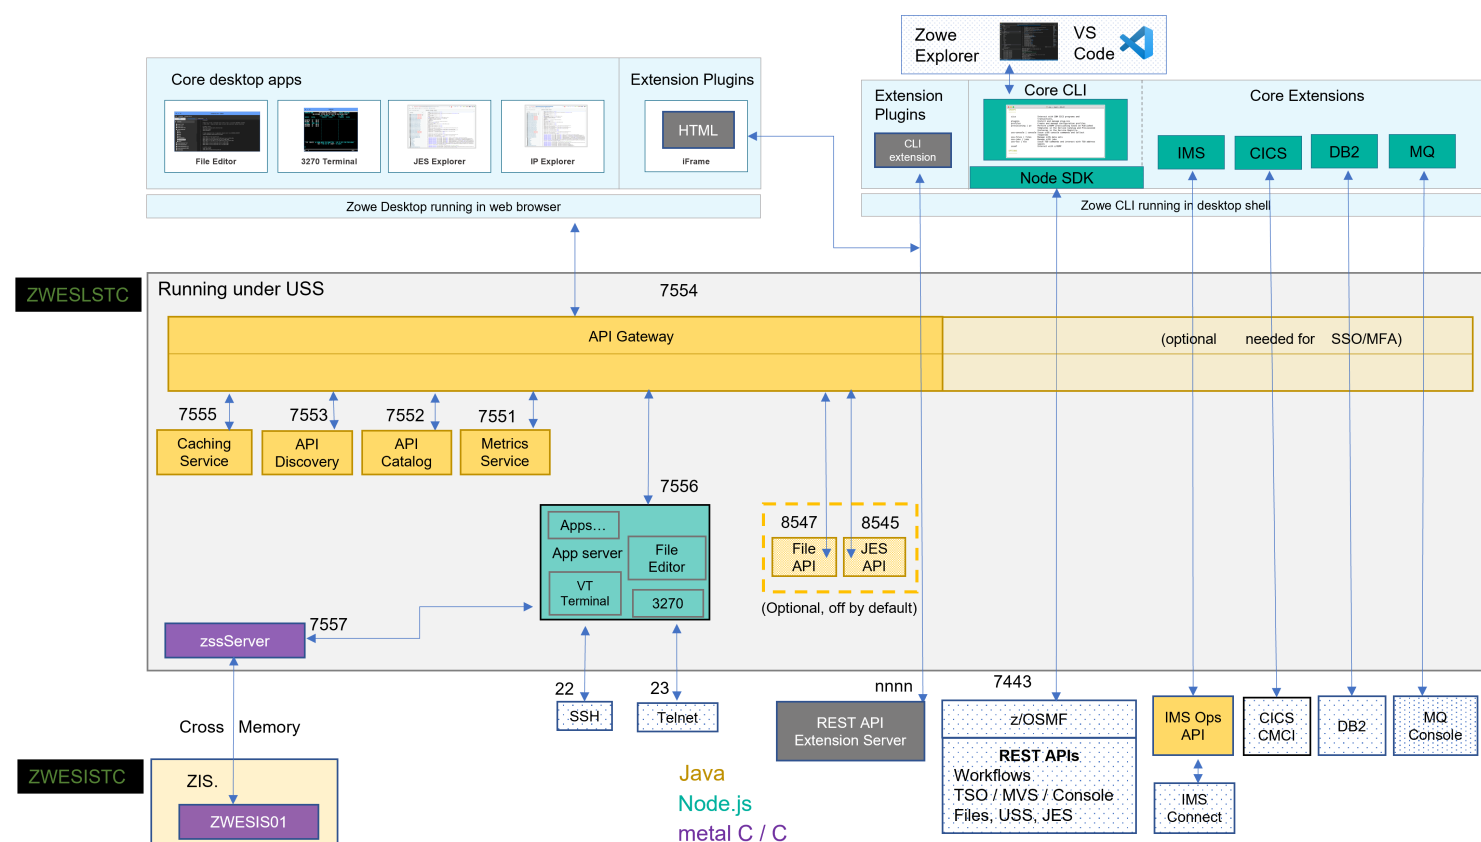 Zowe
Explorer
VS
Code
Core desktop apps
Extension Plugins
File Editor
3270 Terminal
JES Explorer
IP Explorer
HTML
iFrame
Zowe Desktop running in web browser
Extension
Plugins
CLI
extension
Core CLI
Node SDK
Core Extensions
IMS
CICS
DB2
MQ
Zowe CLI running in desktop shell
ZWESLSTC
Running under USS
7554
API Gateway
(optional needed for SSO/MFA)
7555
7553
7552
7551
Caching
Service
API
Discovery
API
Catalog
Metrics
Service
7556
Apps...
App server
File
Editor
VT
Terminal
3270
8547
8545
File
API
JES
API
(Optional, off by default)
7557
zssServer
22
23
SSH
Telnet
nnnn
REST API
Extension Server
7443
z/OSMF
REST APIs
Workflows
TSO / MVS / Console
Files, USS, JES
IMS Ops
API
CICS
CMCI
DB2
MQ
Console
IMS
Connect
Cross Memory
ZWESISTC
ZIS.
ZWESIS01
Java
Node.js
metal C / C